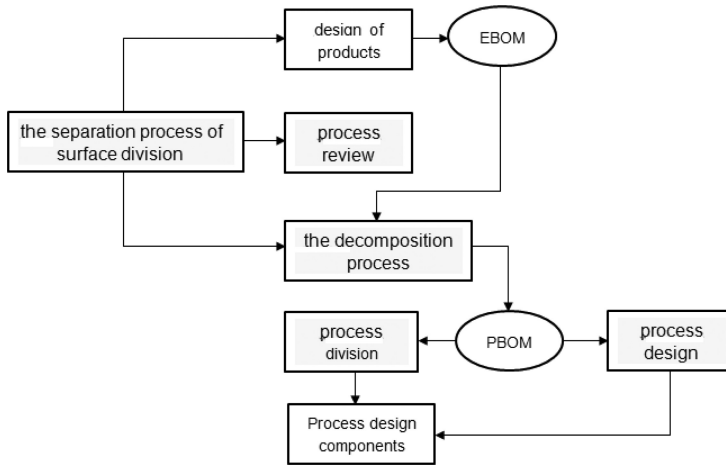 design of
products
EBOM
the separation process of
surface division
process
review
the decomposition
process
process
division
PBOM
process
design
Process design
components